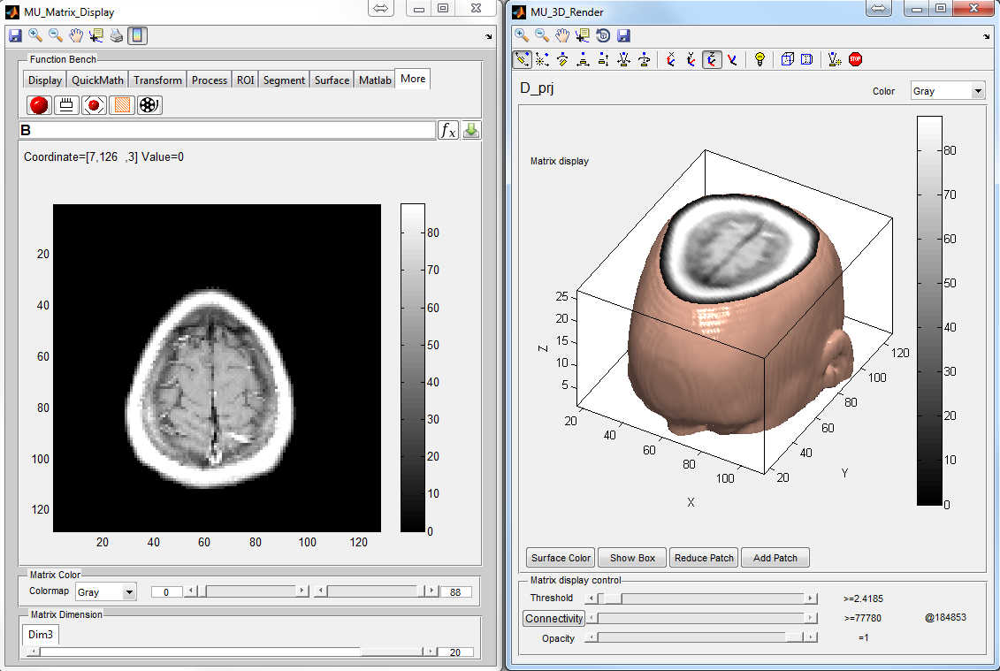 MU_Matrix_Display
Function Bench
Display QuickMath Transform Process ROI Segment Surface Matlab More
B
fx
Coordinate=[7,126 ,3] Value=0
20
40
60
80
100
120
20 40 60 80 100 120
80
70
60
50
40
30
20
10
0
Matrix Color
Colormap Gray 0 88
Matrix Dimension
Dim3
20
MU_3D_Render
X Y Z
STOP
D_prj
Color Gray
Matrix display
25
20
15
10
5
Z
20 40 60 80 100
X
20 40 60 80 100 120
Y
80
70
60
50
40
30
20
10
0
Surface Color Show Box Reduce Patch Add Patch
Matrix display control
Threshold >=2.4185
Connectivity >=77780 @184853
Opacity =1